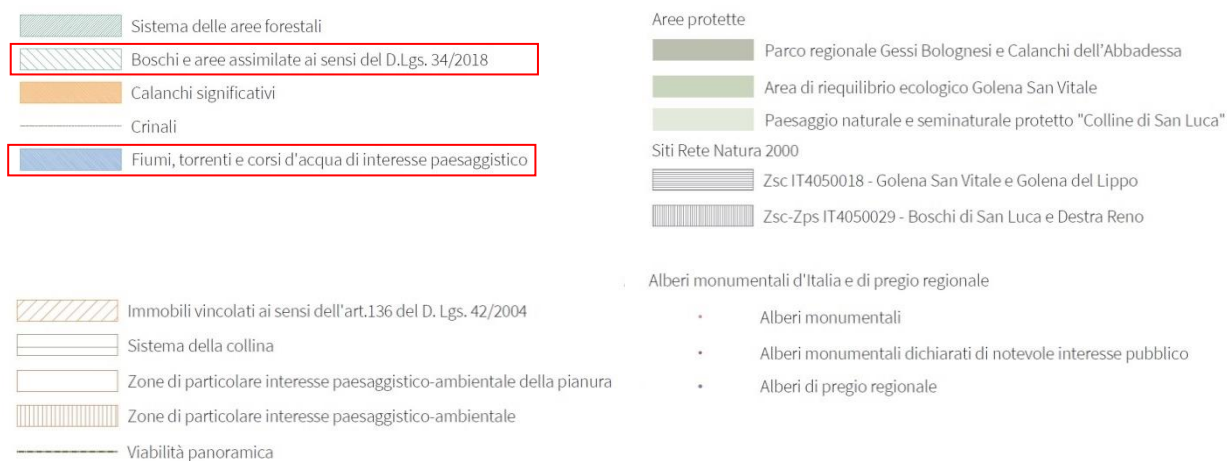 Sistema delle aree forestali
Boschi e aree assimilate ai sensi del D.Lgs. 34/2018
Calanchi significativi
Crinali
Fiumi, torrenti e corsi d'acqua di interesse paesaggistico
Aree protette
Parco regionale Gessi Bolognesi e Calanchi dell'Abbadessa
Area di riequilibrio ecologico Golena San Vitale
Paesaggio naturale e seminaturale protetto "Colline di San Luca"
Siti Rete Natura 2000
Zsc IT4050018 - Golena San Vitale e Golena del Lippo
Zsc-Zps IT4050029 - Boschi di San Luca e Destra Reno
Immobili vincolati ai sensi dell'art.136 del D. Lgs. 42/2004
Sistema della collina
Zone di particolare interesse paesaggistico-ambientale della pianura
Zone di particolare interesse paesaggistico-ambientale
Viabilità panoramica
Alberi monumentali d'Italia e di pregio regionale
Alberi monumentali
Alberi monumentali dichiarati di notevole interesse pubblico
Alberi di pregio regionale